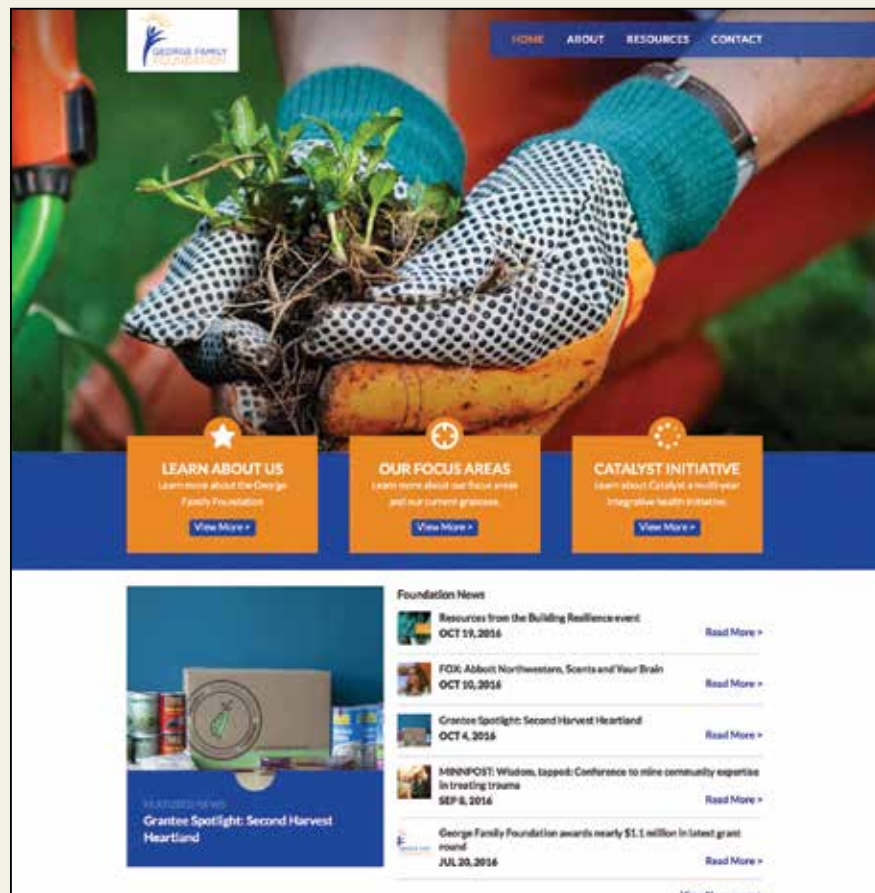 GEORGE FAMILY
FOUNDATION
HOME ABOUT RESOURCES CONTACT
LEARN ABOUT US
Learn more about the George
Family Foundation
View More >
OUR FOCUS AREAS
Learn more about our focus areas
and our current grantees.
View More >
CATALYST INITIATIVE
Learn about Catalyst a multi-year
integrative health initiative.
View More >
FEATURED NEWS
Grantee Spotlight: Second Harvest
Heartland
Foundation News
Resources from the Building Resilience event
OCT 19, 2016
Read More >
FOX: Abbott Northwestern, Scents and Your Brain
OCT 10, 2016
Read More >
Grantee Spotlight: Second Harvest Heartland
OCT 4, 2016
Read More >
MINNPOST: Wisdom, tapped: Conference to mine community expertise
in treating trauma
SEP 8, 2016
Read More >
George Family Foundation awards nearly $1.1 million in latest grant
round
JUL 20, 2016
Read More >